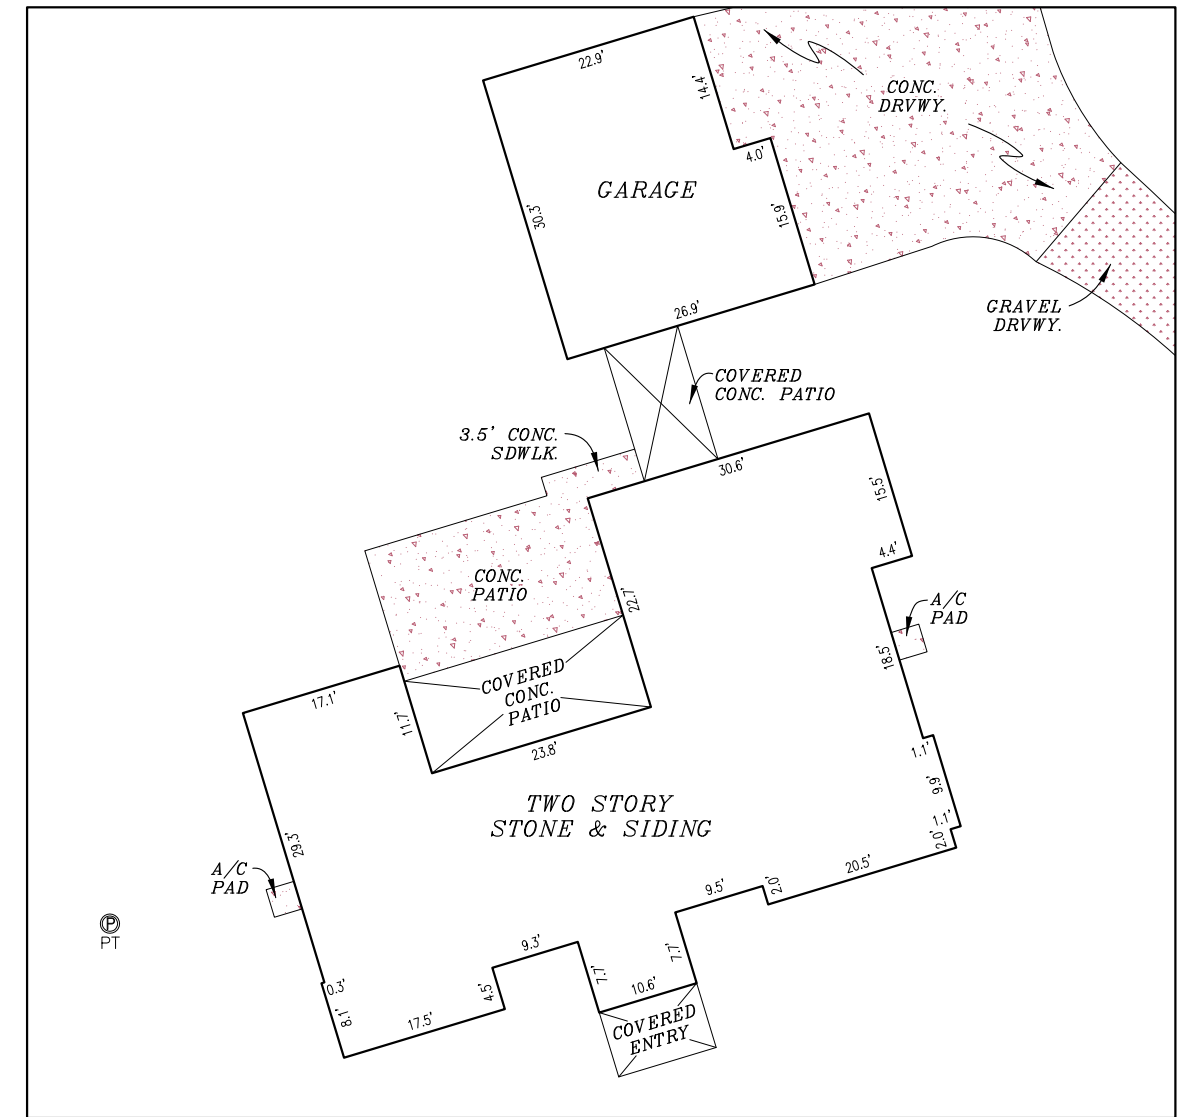 22.9'
14.4'
CONC.
DRVWY.
4.0'
GARAGE
30.3'
15.9'
26.9'
GRAVEL
DRVWY.
COVERED
CONC. PATIO
3.5' CONC.
SDWLK.
30.6'
15.5'
4.4'
CONC.
PATIO
22.7'
A/C
PAD
18.5'
COVERED
CONC.
PATIO
17.1'
11.7'
23.8'
1.1'
9.9'
1.1'
2.0'
TWO STORY
STONE & SIDING
29.3'
20.5'
A/C
PAD
9.5'
2.0'
P
PT
9.3'
7.7'
7.7'
0.3'
4.5'
10.6'
8.1'
17.5'
COVERED
ENTRY